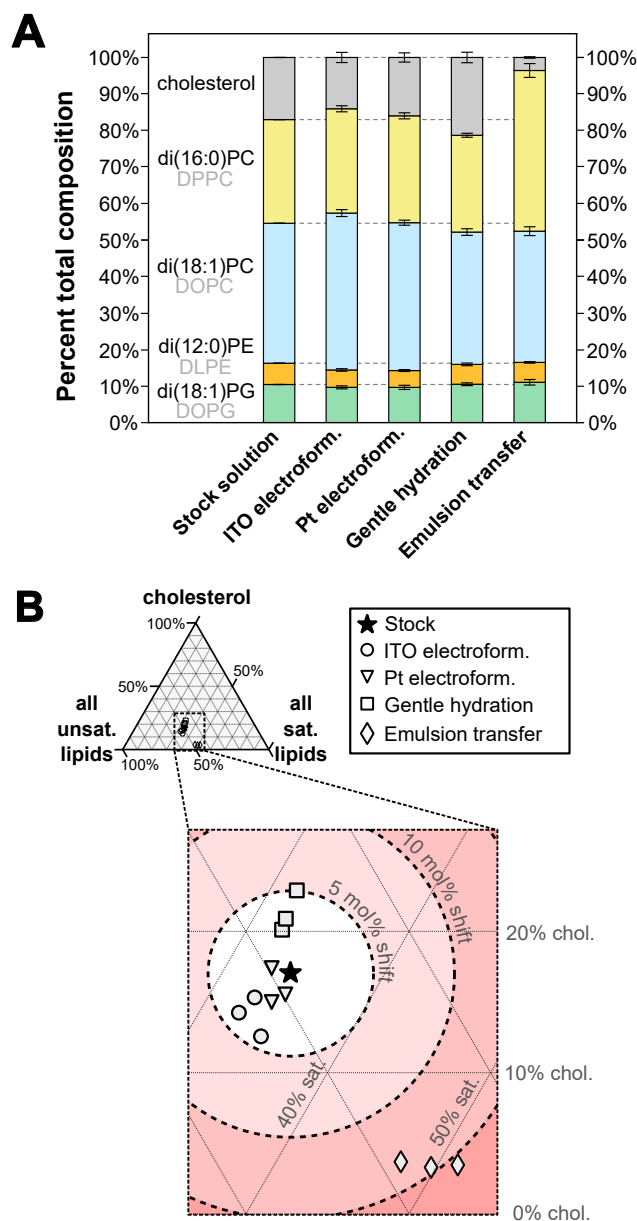 A
Percent total composition
100%
90%
80%
70%
60%
50%
40%
30%
20%
10%
0%
cholesterol
di(16:0)PC
DPPC
di(18:1)PC
DOPC
di(12:0)PE
DLPE
di(18:1)PG
DOPG
100%
90%
80%
70%
60%
50%
40%
30%
20%
10%
0%
Stock solution
ITO electroform.
Pt electroform.
Gentle hydration
Emulsion transfer
B
cholesterol
100%
50%
50%
all
unsat.
lipids
all
sat.
lipids
100%
50%
Stock
ITO electroform.
Pt electroform.
Gentle hydration
Emulsion transfer
10 mol% shift
5 mol% shift
20% chol.
40% sat.
10% chol.
50% sat.
0% chol.